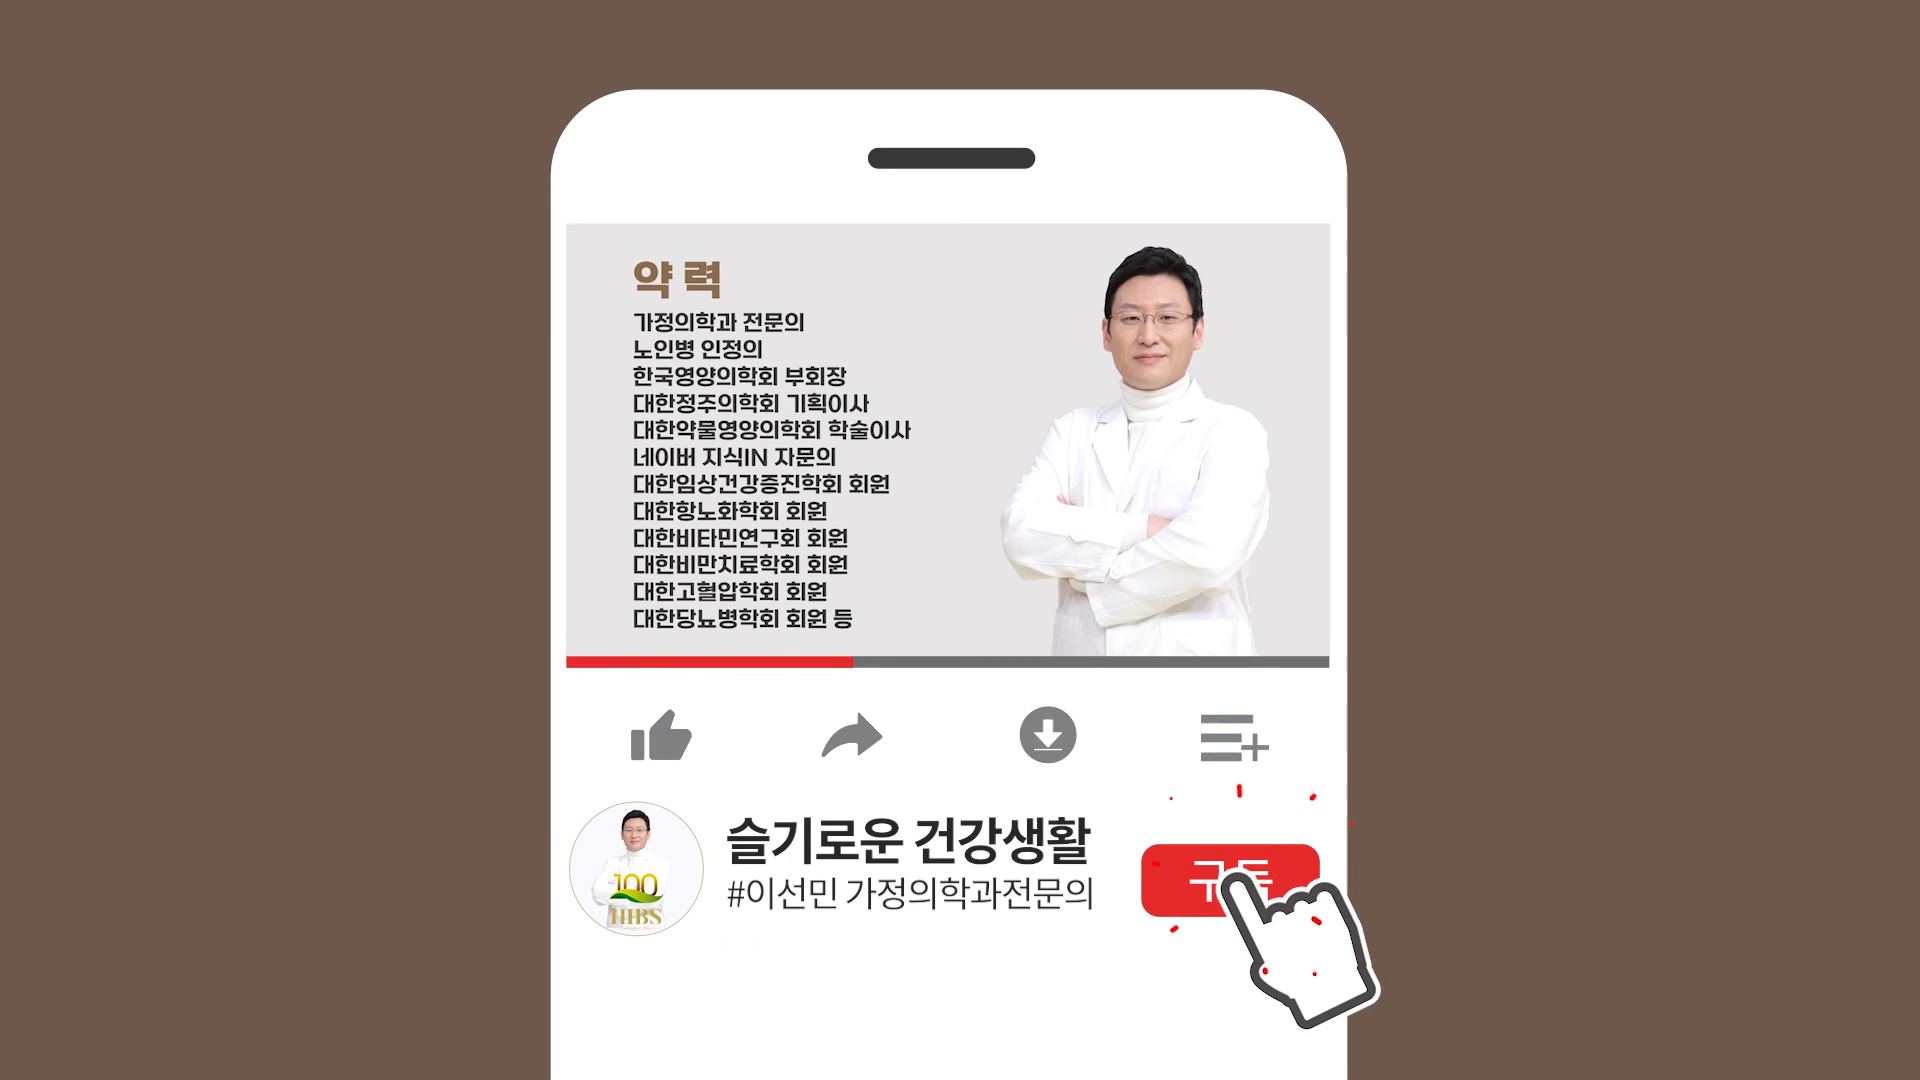 약 력
가정의학과 전문의
노인병 인정의
한국영양의학회 부회장
대한정주의학회 기획이사
대한약물영양의학회 학술이사
네이버 지식IN 자문의
대한임상건강증진학회 회원
대한항노화학회 회원
대한비타민연구회 회원
대한비만치료학회 회원
대한고혈압학회 회원
대한당뇨병학회 회원 등
100
HBS
슬기로운 건강생활
#이선민 가정의학과전문의
구독